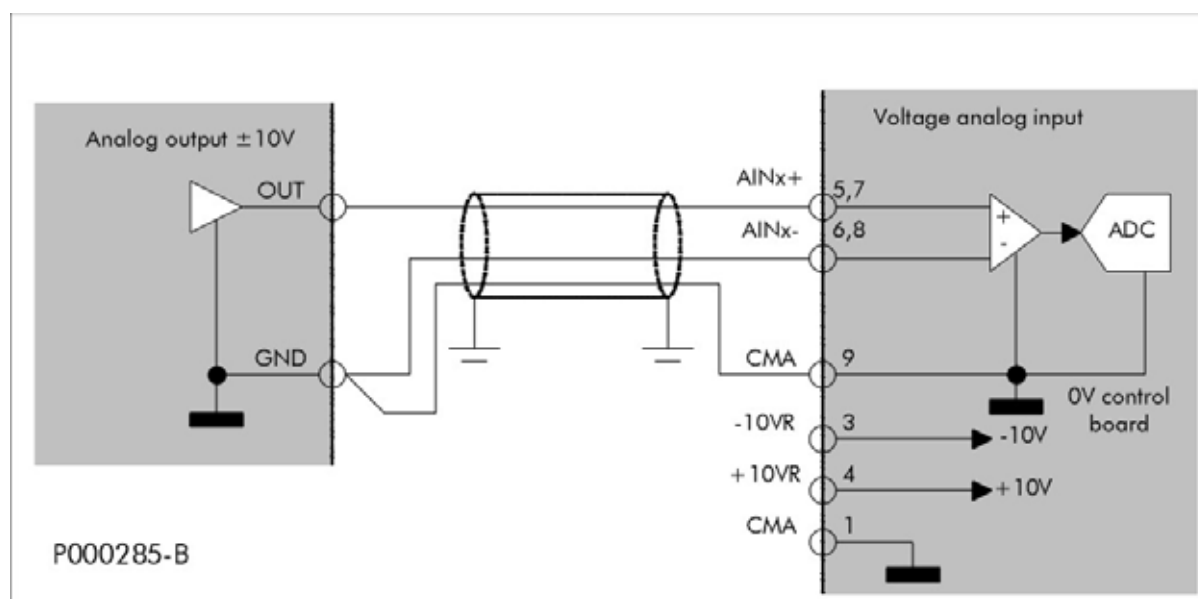 Analog output ±10V
OUT
GND
Voltage analog input
AINx+
5,7
AINx-
6,8
+
-
ADC
CMA
9
0V control
board
-10VR
3
-10V
+10VR
4
+10V
CMA
1
P000285-B